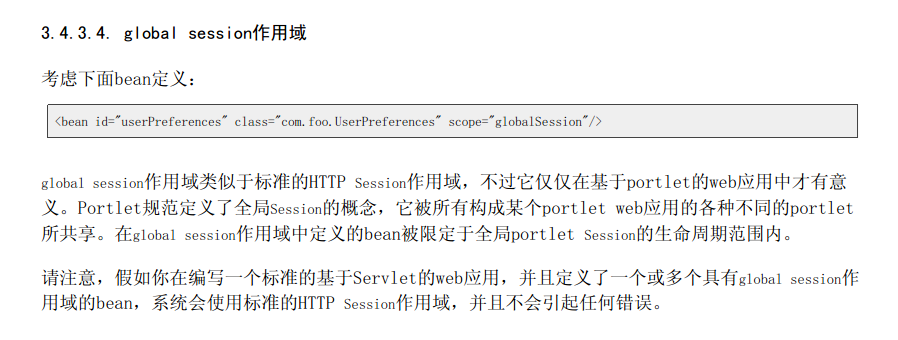 3.4.3.4. global session作用域
考虑下面bean定义：
<bean id="userPreferences" class="com.foo.UserPreferences" scope="globalSession"/>
global session作用域类似于标准的HTTP Session作用域，不过它仅仅在基于portlet的web应用中才有意
义。Portlet规范定义了全局Session的概念，它被所有构成某个portlet web应用的各种不同的portlet
所共享。在global session作用域中定义的bean被限定于全局portlet Session的生命周期范围内。
请注意，假如你在编写一个标准的基于Servlet的web应用，并且定义了一个或多个具有global session作
用域的bean，系统会使用标准的HTTP Session作用域，并且不会引起任何错误。